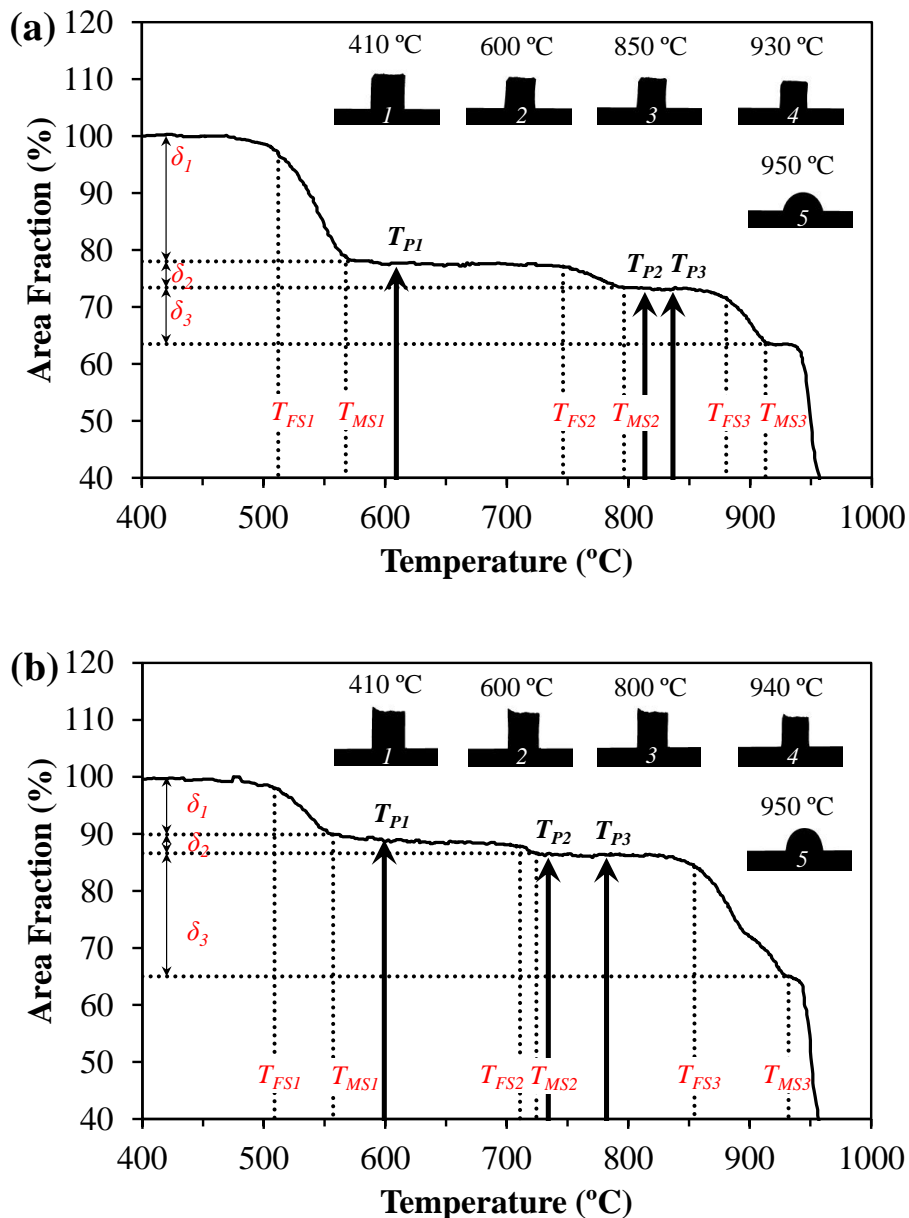 (a)
120
110
100
90
80
70
60
50
40
Area Fraction (%)
410 ºC 600 ºC 850 ºC 930 ºC
1 2 3 4
950 ºC
5
δ1
δ2
δ3
TP1 TP2 TP3
TFS1 TMS1 TFS2 TMS2 TFS3 TMS3
400 500 600 700 800 900 1000
Temperature (ºC)
(b)
120
110
100
90
80
70
60
50
40
Area Fraction (%)
410 ºC 600 ºC 800 ºC 940 ºC
1 2 3 4
950 ºC
5
δ1
δ2
δ3
TP1 TP2 TP3
TFS1 TMS1 TFS2 TMS2 TFS3 TMS3
400 500 600 700 800 900 1000
Temperature (ºC)